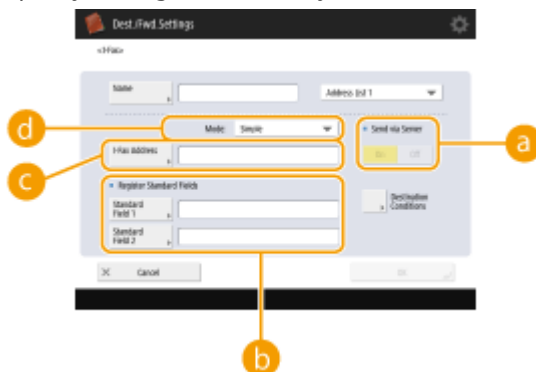 Dest./Fwd Settings
<I-Fax>
Name
Address List 1
d
Mode:
Simple
Send via Server
a
On
Off
c
I-Fax Address
Register Standard Fields
Standard
Field 1
Destination
Conditions
Standard
Field 2
Cancel
OK
b